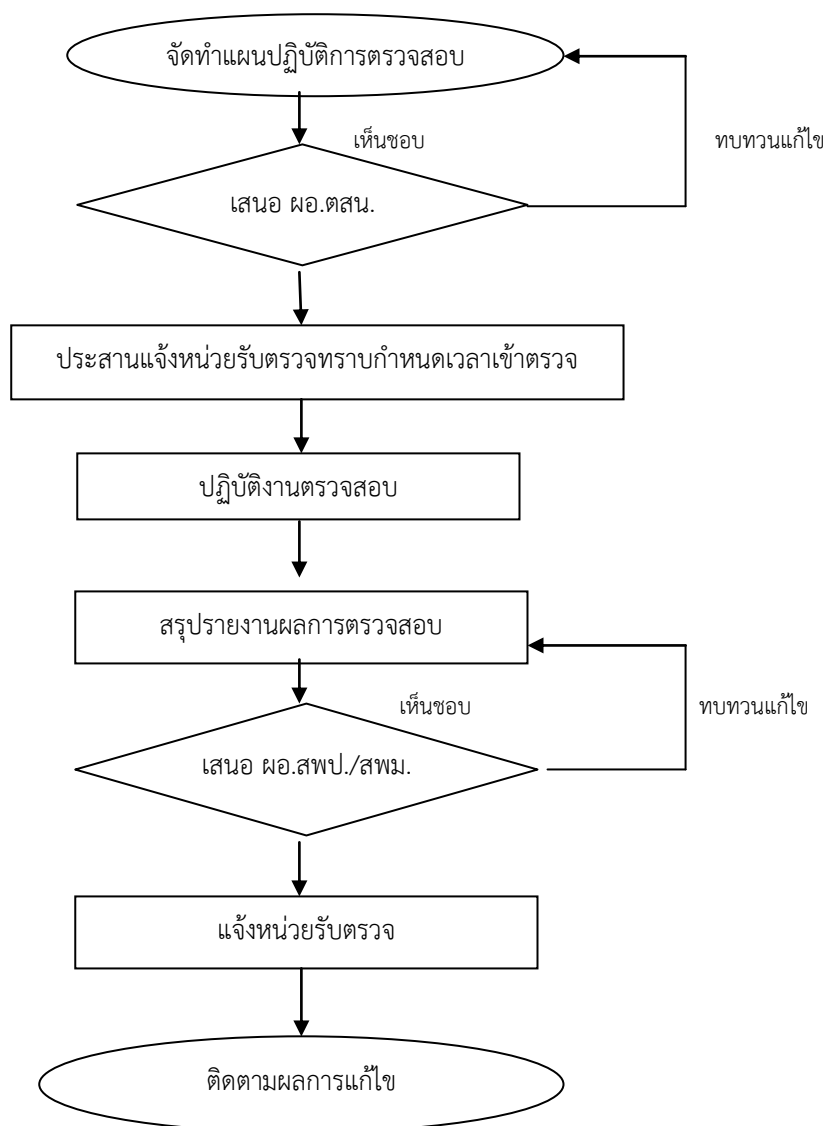 จัดทำแผนปฏิบัติการตรวจสอบ
เห็นชอบ
ทบทวนแก้ไข
เสนอ ผอ.ตสน.
ประสานแจ้งหน่วยรับตรวจทราบกำหนดเวลาเข้าตรวจ
ปฏิบัติงานตรวจสอบ
สรุปรายงานผลการตรวจสอบ
เห็นชอบ
ทบทวนแก้ไข
เสนอ ผอ.สพป./สพม.
แจ้งหน่วยรับตรวจ
ติดตามผลการแก้ไข